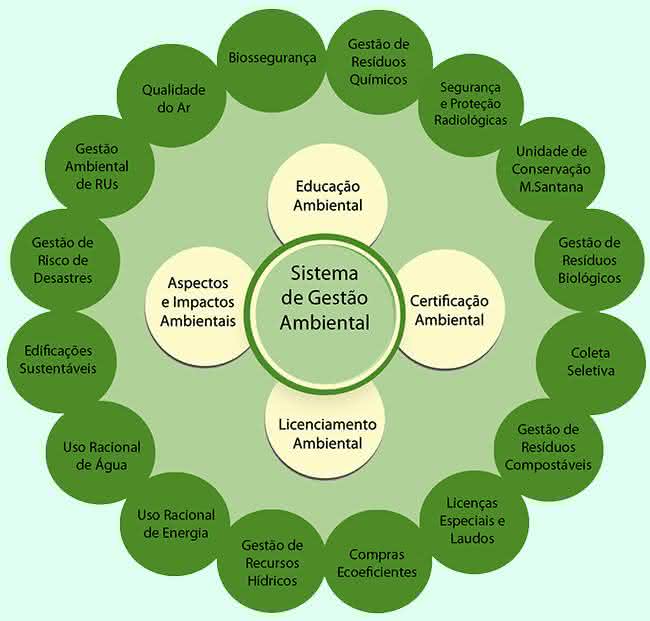 Biossegurança
Gestão de
Resíduos
Químicos
Segurança
e Proteção
Radiológicas
Unidade de
Conservação
M.Santana
Gestão de
Resíduos
Biológicos
Coleta
Seletiva
Gestão de
Resíduos
Compostáveis
Licenças
Especiais e
Laudos
Compras
Ecoeficientes
Gestão de
Recursos
Hídricos
Uso Racional
de Energia
Uso Racional
de Água
Edificações
Sustentáveis
Gestão de
Risco de
Desastres
Gestão
Ambiental
de RUs
Qualidade
do Ar
Educação
Ambiental
Certificação
Ambiental
Licenciamento
Ambiental
Aspectos
e Impactos
Ambientais
Sistema
de Gestão
Ambiental